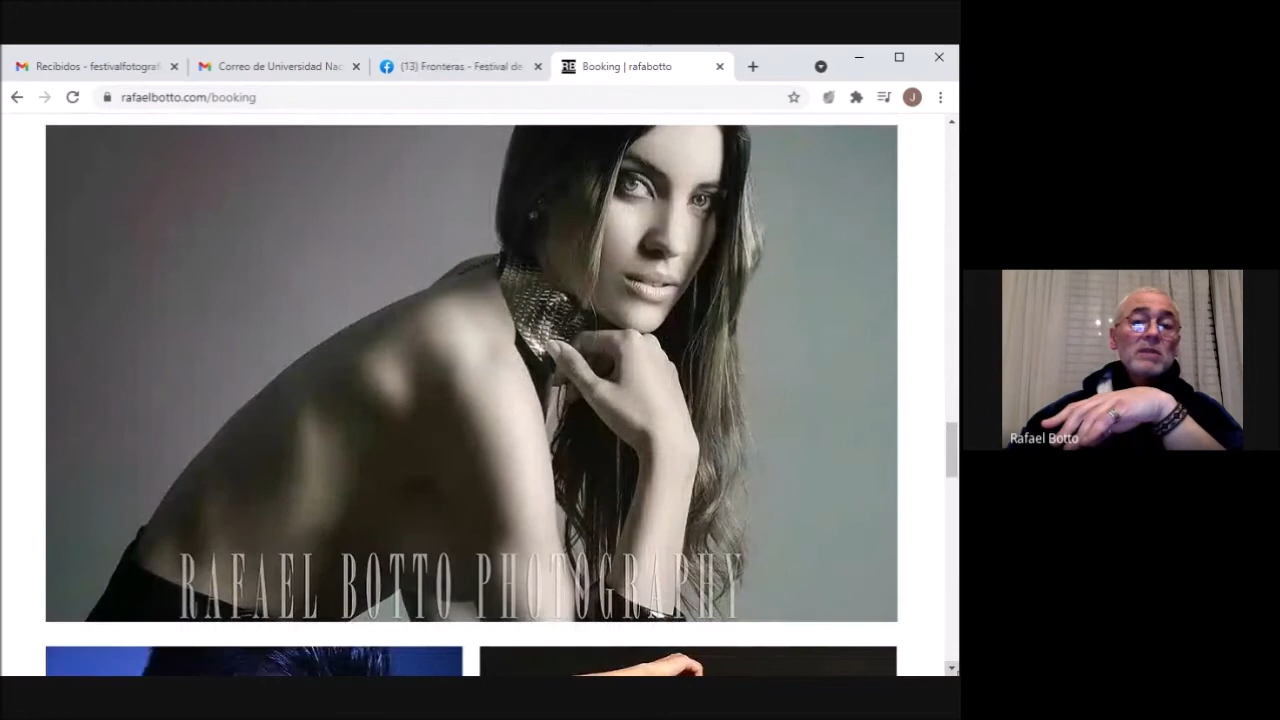 Recibidos - festivalfotograf
Correo de Universidad Nac
(13) Fronteras - Festival de
RB
Booking | rafabotto
rafaelbotto.com/booking
J
RAFAEL BOTTO PHOTOGRAPHY
Rafael Botto